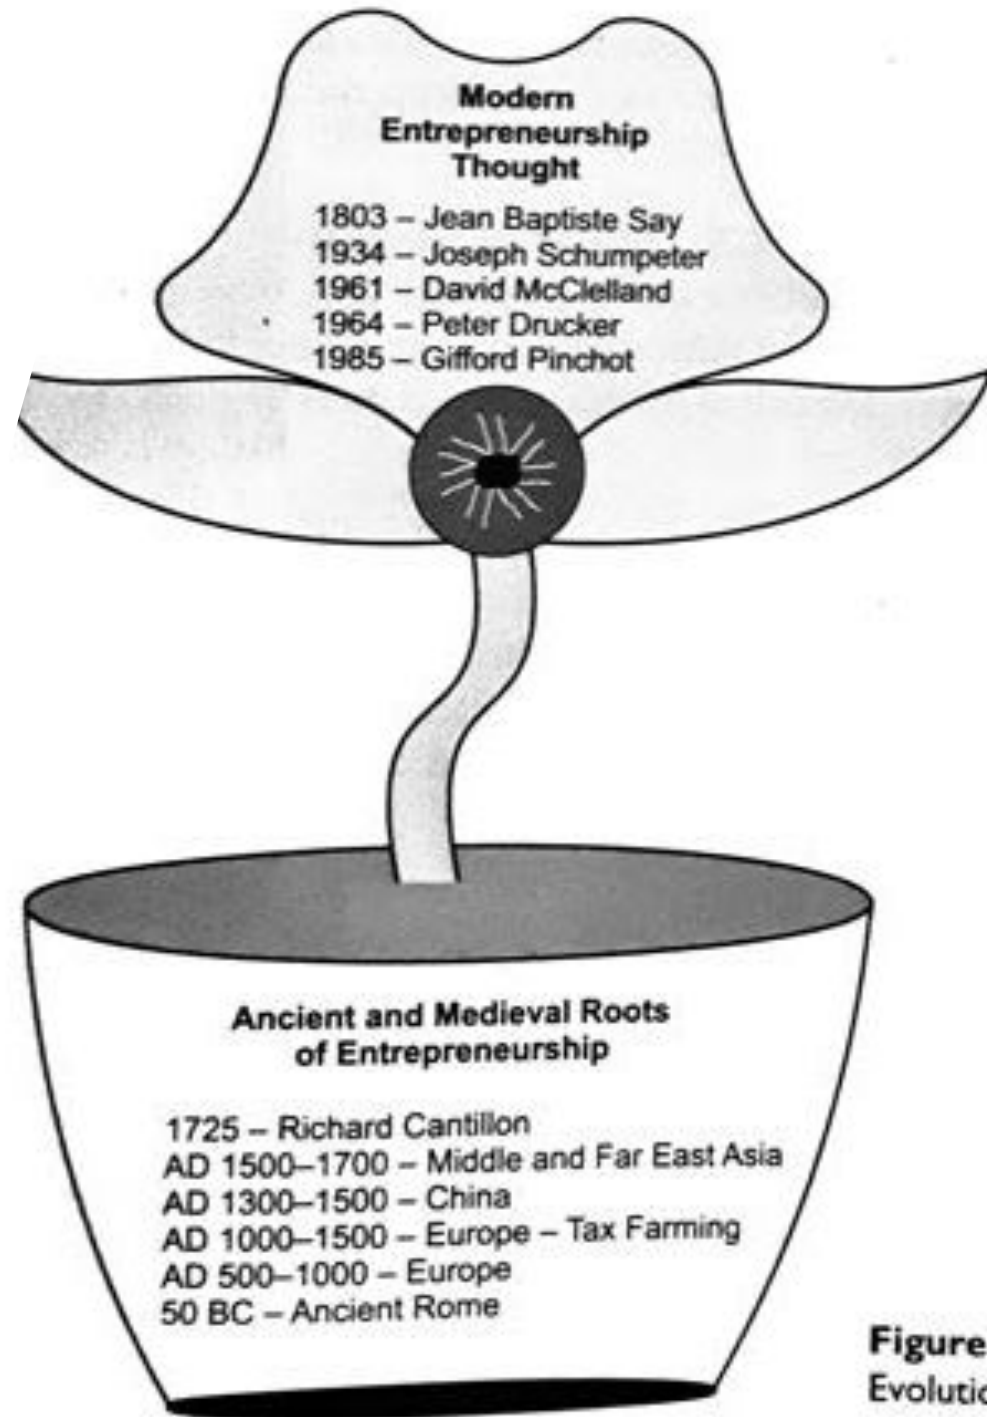 Modern
Entrepreneurship
Thought
1803 – Jean Baptiste Say
1934 – Joseph Schumpeter
1961 – David McClelland
1964 – Peter Drucker
1985 – Gifford Pinchot
Ancient and Medieval Roots
of Entrepreneurship
1725 – Richard Cantillon
AD 1500–1700 – Middle and Far East Asia
AD 1300–1500 – China
AD 1000–1500 – Europe – Tax Farming
AD 500–1000 – Europe
50 BC – Ancient Rome
Figure